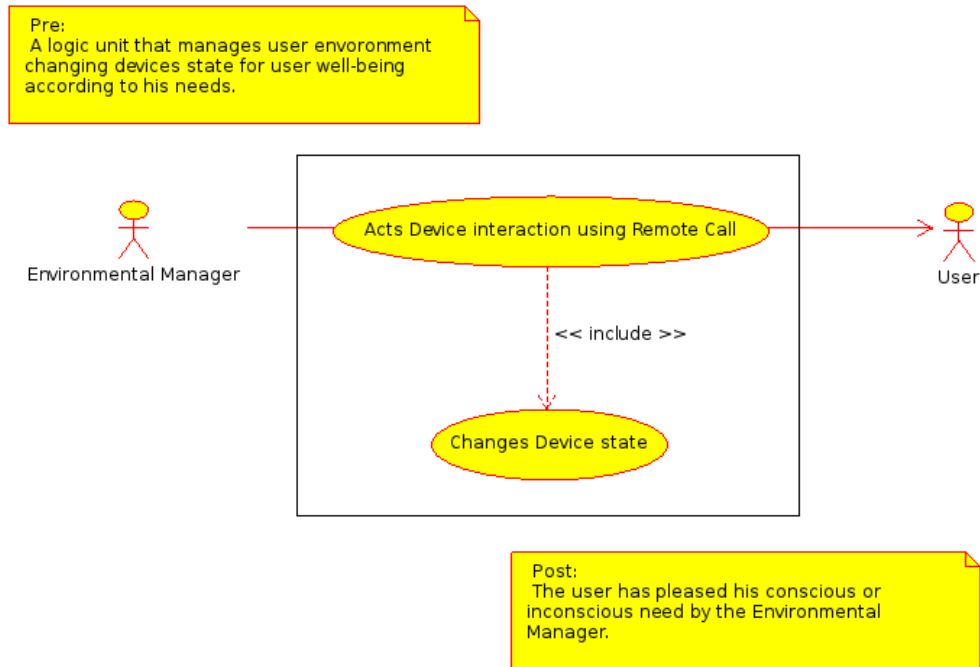 Pre:
A logic unit that manages user envoronment
changing devices state for user well-being
according to his needs.
Acts Device interaction using Remote Call
Environmental Manager
User
<< include >>
Changes Device state
Post:
The user has pleased his conscious or
inconscious need by the Environmental
Manager.